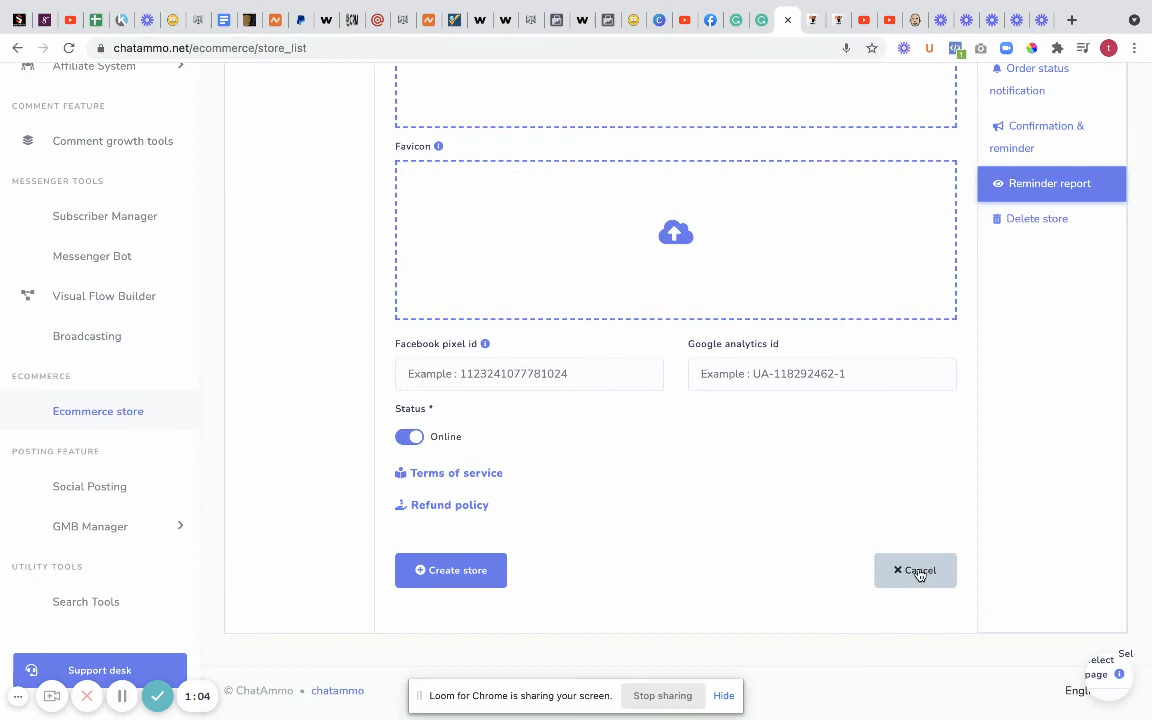 chatammo.net/ecommerce/store_list
Affiliate System
COMMENT FEATURE
Comment growth tools
MESSENGER TOOLS
Subscriber Manager
Messenger Bot
Visual Flow Builder
Broadcasting
ECOMMERCE
Ecommerce store
POSTING FEATURE
Social Posting
GMB Manager
UTILITY TOOLS
Search Tools
Support desk
1:04
Favicon
Facebook pixel id
Google analytics id
Example : 1123241077781024
Example : UA-118292462-1
Status *
Online
Terms of service
Refund policy
Create store
Cancel
Order status
notification
Confirmation &
reminder
Reminder report
Delete store
© ChatAmmo • chatammo
Loom for Chrome is sharing your screen.
Stop sharing
Hide
page